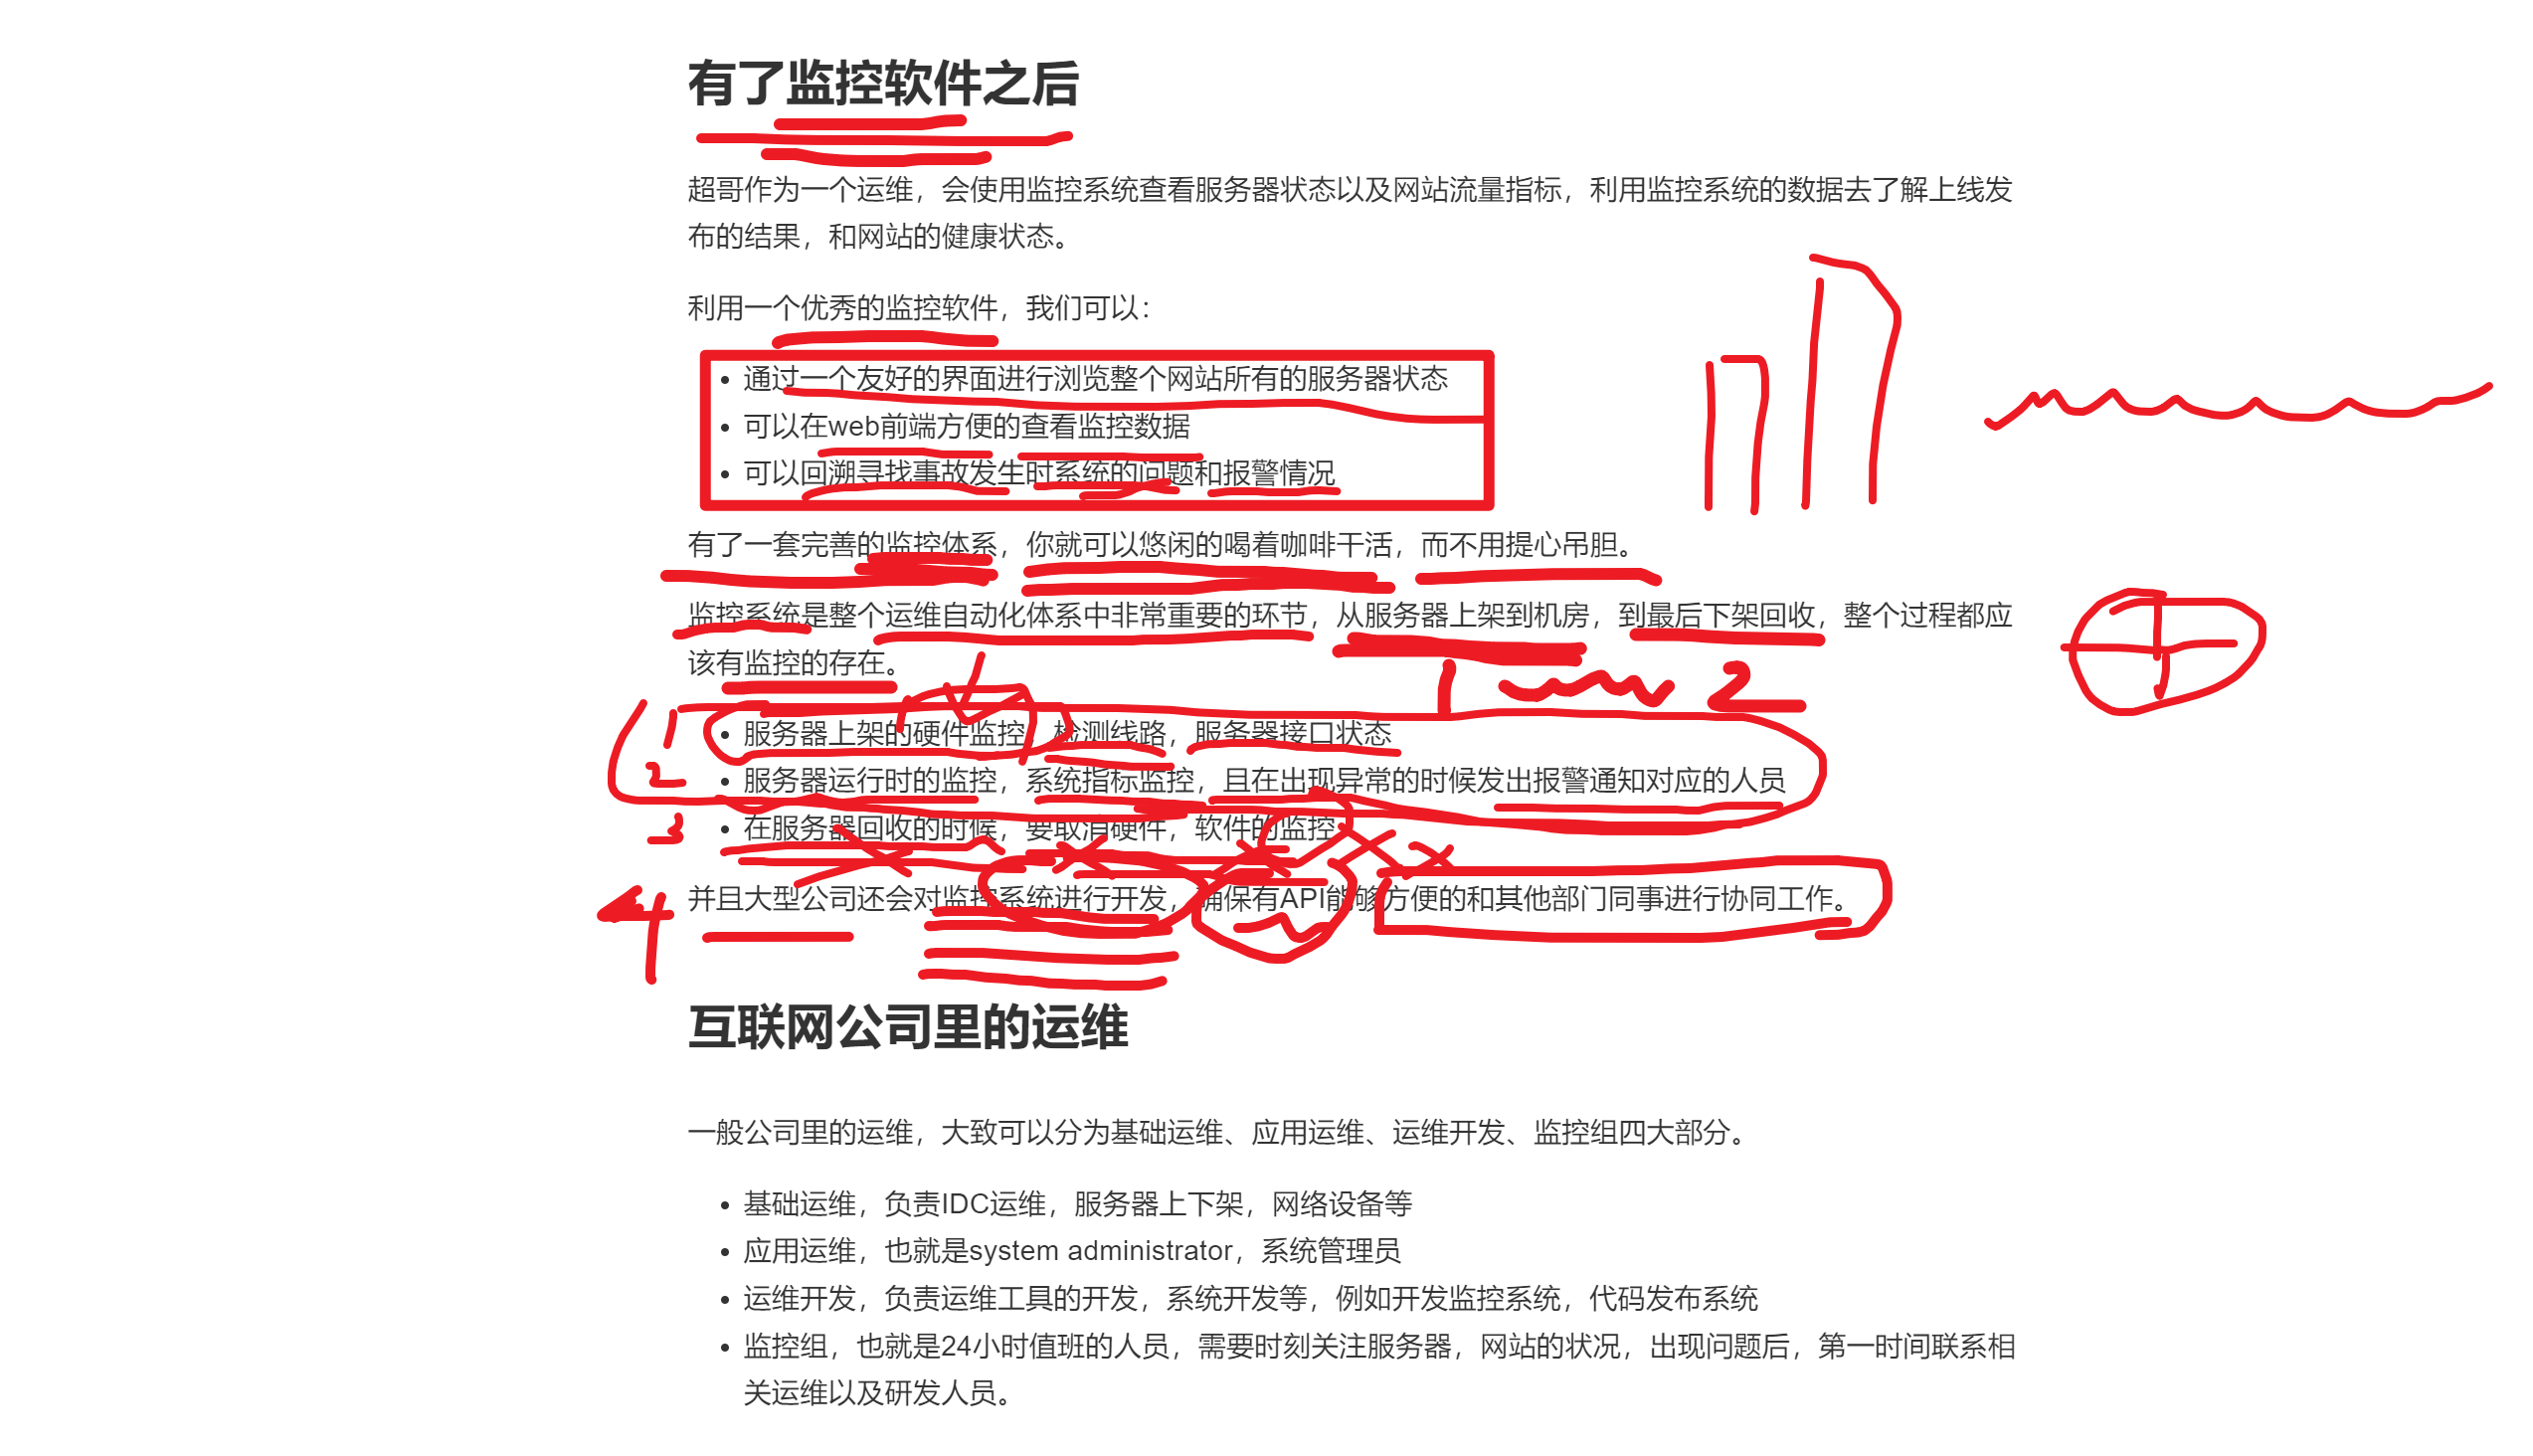 有了监控软件之后
超哥作为一个运维，会使用监控系统查看服务器状态以及网站流量指标，利用监控系统的数据去了解上线发
布的结果，和网站的健康状态。
利用一个优秀的监控软件，我们可以：
• 通过一个友好的界面进行浏览整个网站所有的服务器状态
• 可以在web前端方便的查看监控数据
• 可以回溯寻找事故发生时系统的问题和报警情况
有了一套完善的监控体系，你就可以悠闲的喝着咖啡干活，而不用提心吊胆。
监控系统是整个运维自动化体系中非常重要的环节，从服务器上架到机房，到最后下架回收，整个过程都应
该有监控的存在。
1 2
1
• 服务器上架的硬件监控，检测线路，服务器接口状态
2
• 服务器运行时的监控，系统指标监控，且在出现异常的时候发出报警通知对应的人员
3
• 在服务器回收的时候，要取消硬件，软件的监控
4
并且大型公司还会对监控系统进行开发，确保有API能够方便的和其他部门同事进行协同工作。
互联网公司里的运维
一般公司里的运维，大致可以分为基础运维、应用运维、运维开发、监控组四大部分。
• 基础运维，负责IDC运维，服务器上下架，网络设备等
• 应用运维，也就是system administrator，系统管理员
• 运维开发，负责运维工具的开发，系统开发等，例如开发监控系统，代码发布系统
• 监控组，也就是24小时值班的人员，需要时刻关注服务器，网站的状况，出现问题后，第一时间联系相
关运维以及研发人员。